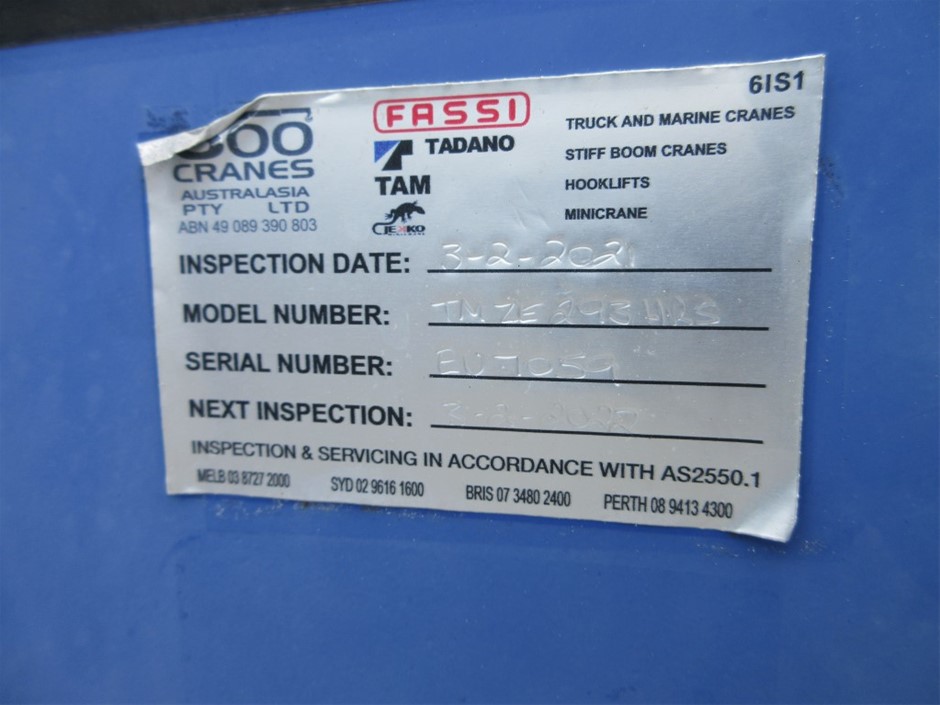 6IS1
CRANES
AUSTRALASIA
PTY LTD
ABN 49 089 390 803
FASSI
TADANO
TAM
JEKKO
TRUCK AND MARINE CRANES
STIFF BOOM CRANES
HOOKLIFTS
MINICRANE
INSPECTION DATE: 3-2-2021
MODEL NUMBER:
SERIAL NUMBER:
NEXT INSPECTION:
INSPECTION & SERVICING IN ACCORDANCE WITH AS2550.1
MELB 03 8727 2000 SYD 02 9616 1600 BRIS 07 3480 2400 PERTH 08 9413 4300